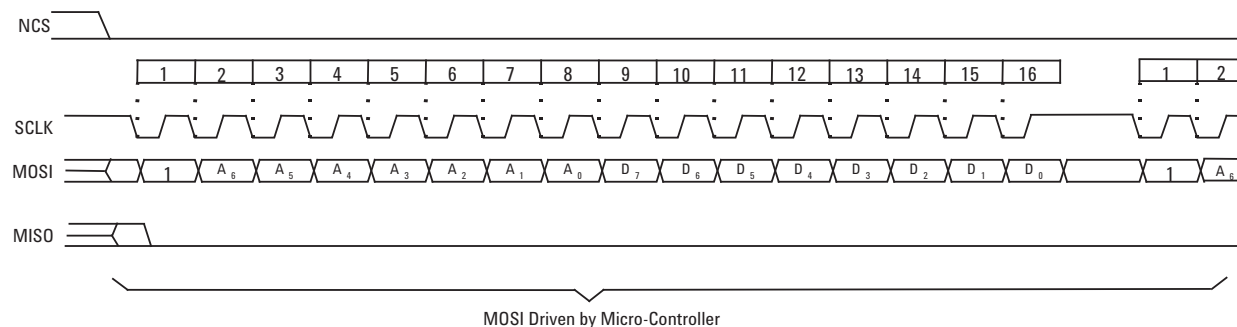 NCS
1 2 3 4 5 6 7 8 9 10 11 12 13 14 15 16 1 2
SCLK
MOSI 1 A6 A5 A4 A3 A2 A1 A0 D7 D6 D5 D4 D3 D2 D1 D0 1 A6
MISO
MOSI Driven by Micro-Controller